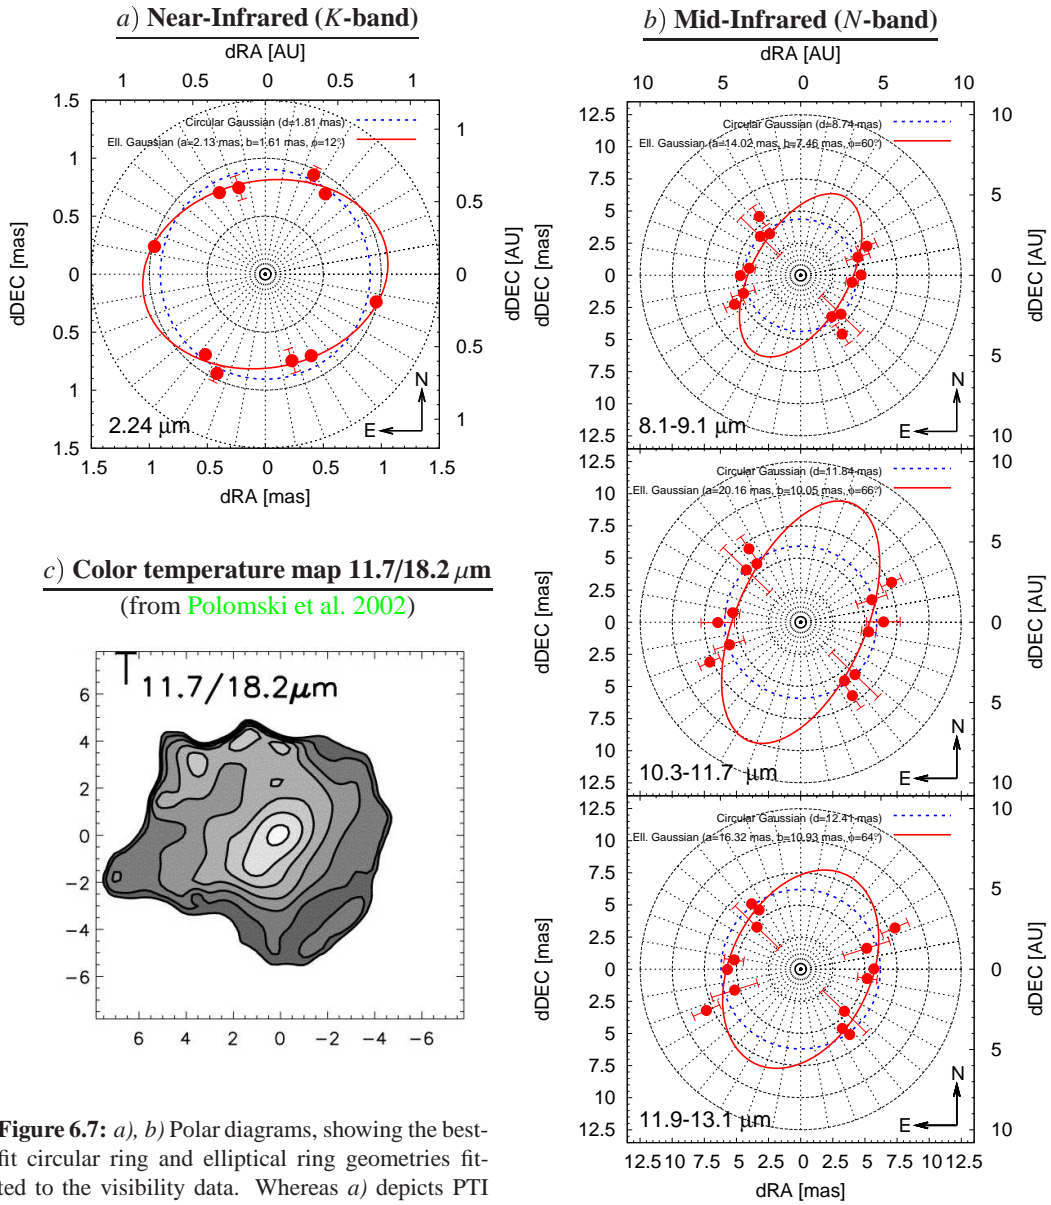 a) Near-Infrared (K-band)
dRA [AU]
1 0.5 0 0.5 1
1.5
1
0.5
0
0.5
1
1.5
dDEC [mas]
Circular Gaussian (d=1.81 mas)
Ell. Gaussian (a=2.13 mas, b=1.61 mas, ϕ=12°)
2.24 μm
N
E
1
0.5
0
0.5
1
dDEC [AU]
1.5 1 0.5 0 0.5 1 1.5
dRA [mas]
c) Color temperature map 11.7/18.2 μm
(from Polomski et al. 2002)
11.7/18.2μm
6
4
2
0
−2
−4
−6
6 4 2 0 −2 −4 −6
Figure 6.7: a), b) Polar diagrams, showing the best-
fit circular ring and elliptical ring geometries fit-
ted to the visibility data. Whereas a) depicts PTI
b) Mid-Infrared (N-band)
dRA [AU]
10 5 0 5 10
12.5
10
7.5
5
2.5
0
2.5
5
7.5
10
12.5
dDEC [mas]
Circular Gaussian (d=8.74 mas)
Ell. Gaussian (a=14.02 mas, b=7.46 mas, ϕ=60°)
8.1-9.1 μm
N
E
10
5
0
5
10
dDEC [AU]
12.5
10
7.5
5
2.5
0
2.5
5
7.5
10
12.5
dDEC [mas]
Circular Gaussian (d=11.84 mas)
Ell. Gaussian (a=20.16 mas, b=10.05 mas, ϕ=66°)
10.3-11.7 μm
N
E
10
5
0
5
10
dDEC [AU]
12.5
10
7.5
5
2.5
0
2.5
5
7.5
10
12.5
dDEC [mas]
Circular Gaussian (d=12.41 mas)
Ell. Gaussian (a=16.32 mas, b=10.93 mas, ϕ=64°)
11.9-13.1 μm
N
E
10
5
0
5
10
dDEC [AU]
12.5 10 7.5 5 2.5 0 2.5 5 7.5 10 12.5
dRA [mas]